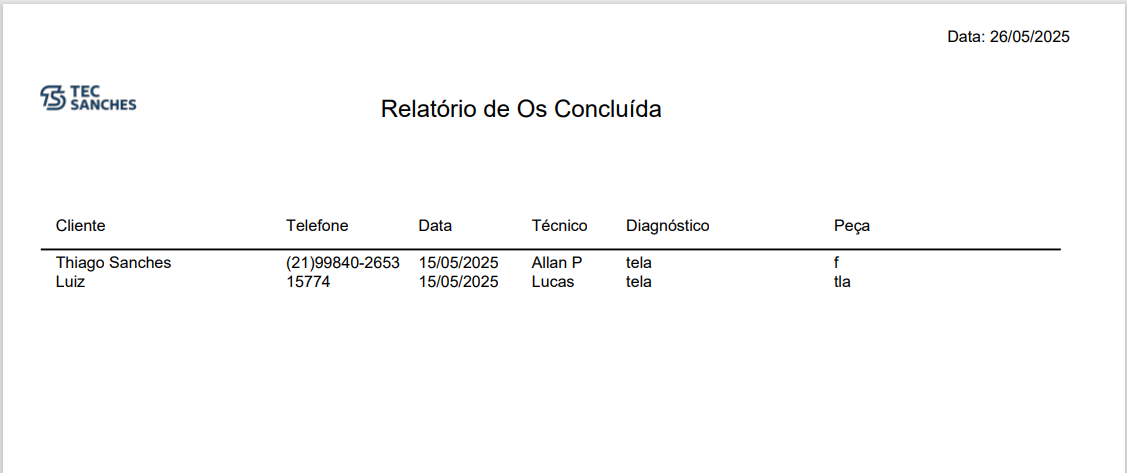 Data: 26/05/2025
TEC
SANCHES
Relatório de Os Concluída
Cliente Telefone Data Técnico Diagnóstico Peça
Thiago Sanches (21)99840-2653 15/05/2025 Allan P tela f
Luiz 15774 15/05/2025 Lucas tela tla